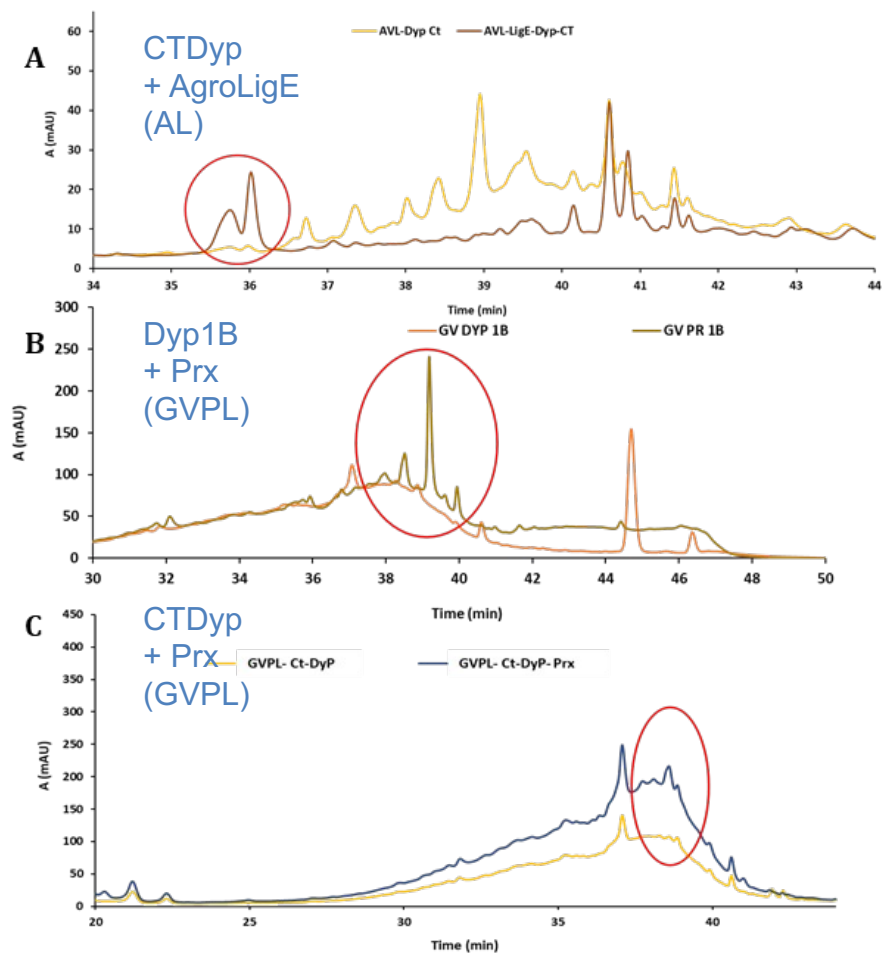 AVL-Dyp Ct AVL-LigE-Dyp-CT
A
CTDyp
+ AgroLigE
(AL)
A (mAU)
60
50
40
30
20
10
0
34 35 36 37 38 39 40 41 42 43 44
Time (min)
B
Dyp1B
+ Prx
(GVPL)
GV DYP 1B GV PR 1B
A (mAU)
300
250
200
150
100
50
0
30 32 34 36 38 40 42 44 46 48 50
Time (min)
C
CTDyp
+ Prx
(GVPL)
GVPL- Ct-DyP GVPL- Ct-DyP- Prx
A (mAU)
450
400
350
300
250
200
150
100
50
0
20 25 30 35 40
Time (min)